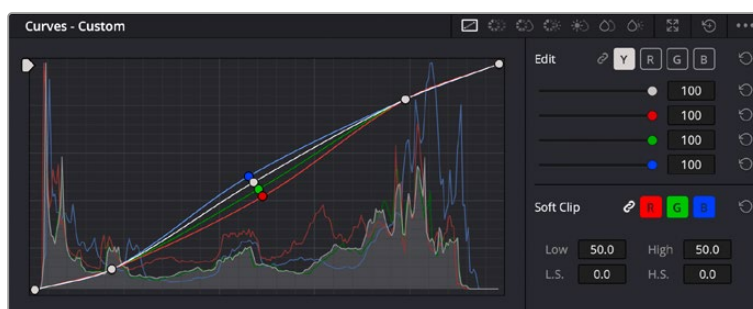 Curves - Custom
Edit Y R G B
100
100
100
100
Soft Clip R G B
Low 50.0 High 50.0
L.S. 0.0 H.S. 0.0